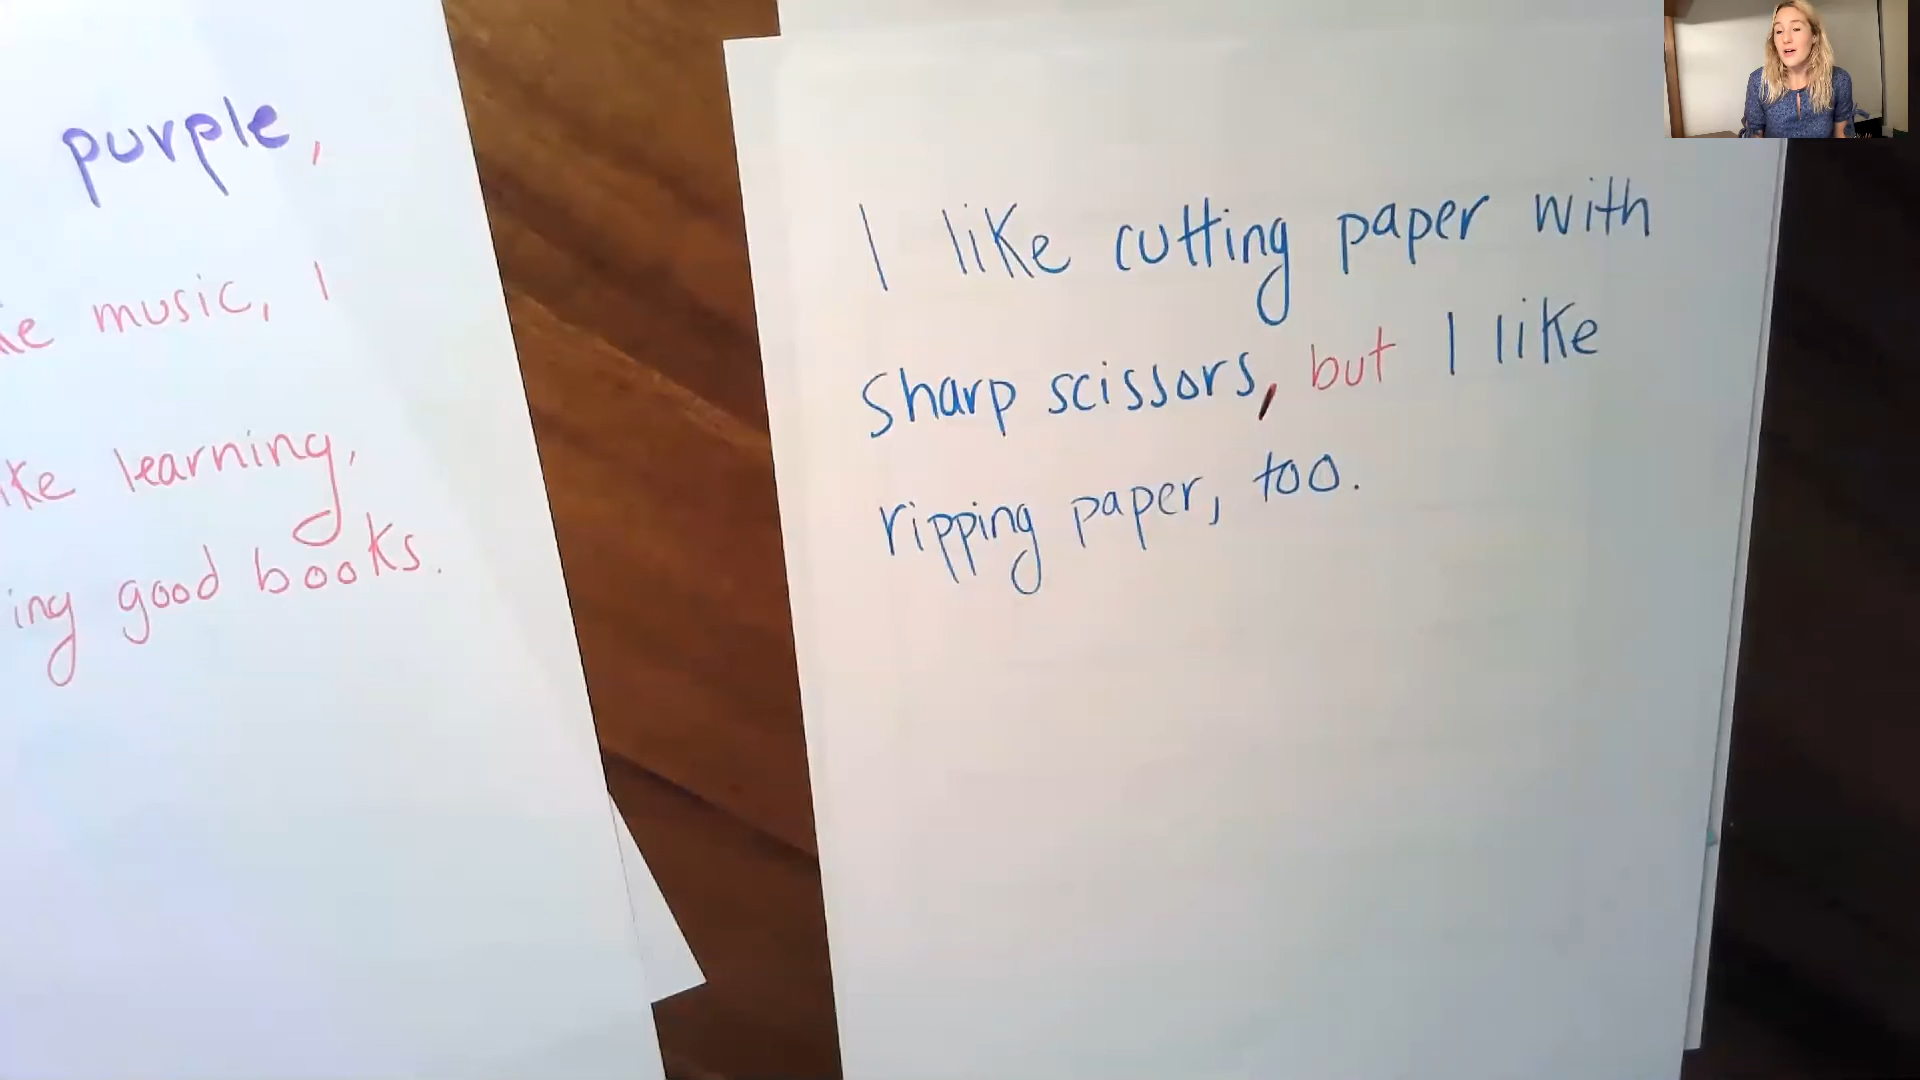 purple,
music, I
learning,
good books.
I like cutting paper with
sharp scissors, but I like
ripping paper, too.